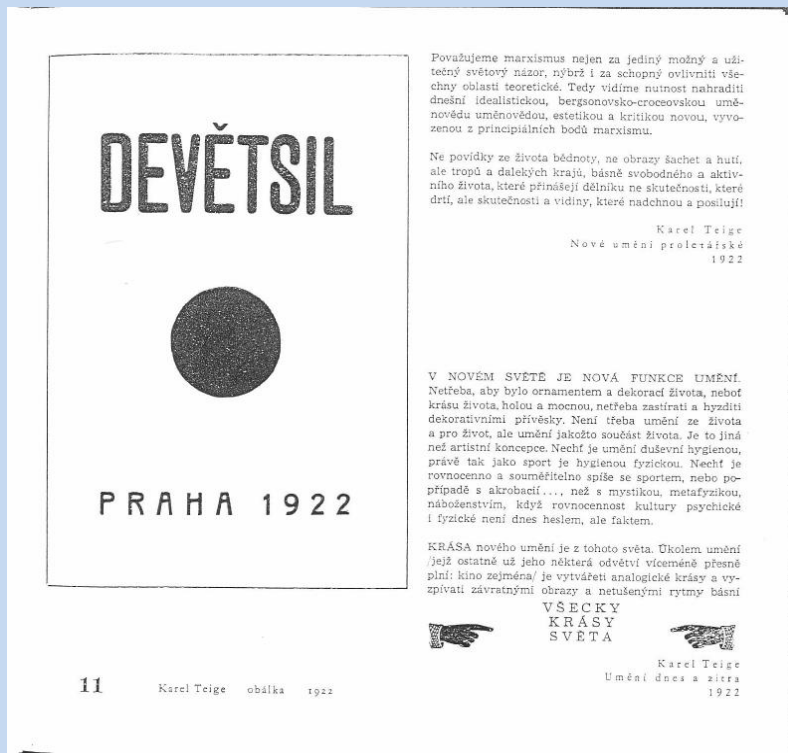 DEVĚTSIL
PRAHA 1922
11 Karel Teige obálka 1922
Považujeme marxismus nejen za jediný možný a uži-
tečný světový názor, nýbrž i za schopný ovlivniti vše-
chny oblasti teoretické. Tedy vidíme nutnost nahraditi
dnešní idealistickou, bergsonovsko-croceovskou umě-
novědu uměnovědou, estetikou a kritikou novou, vyvo-
zenou z principiálních bodů marxismu.
Ne povídky ze života bědnoty, ne obrazy šachet a hutí,
ale tropů a dalekých krajů, básně svobodného a aktiv-
ního života, které přinášejí dělníku ne skutečnosti, které
drtí, ale skutečnosti a vidiny, které nadchnou a posilují!
Karel Teige
Nové umění proletářské
1922
V NOVÉM SVĚTĚ JE NOVÁ FUNKCE UMĚNÍ.
Netřeba, aby bylo ornamentem a dekorací života, neboť
krásu života, holou a mocnou, netřeba zastírati a hyzditi
dekorativními přívěsky. Není třeba umění ze života
a pro život, ale umění jakožto součást života. Je to jiná
než artistní koncepce. Nechť je umění duševní hygienou,
právě tak jako sport je hygienou fyzickou. Nechť je
rovnocenno a souměřitelno spíše se sportem, nebo po-
případě s akrobacií..., než s mystikou, metafyzikou,
náboženstvím, když rovnocennost kultury psychické
i fyzické není dnes heslem, ale faktem.
KRÁSA nového umění je z tohoto světa. Úkolem umění
/jejž ostatně už jeho některá odvětví víceméně přesně
plní: kino zejména/ je vytvářeti analogické krásy a vy-
zpívati závratnými obrazy a netušenými rytmy básní
VŠECKY
KRÁSY
SVĚTA
Karel Teige
Umění dnes a zítra
1922